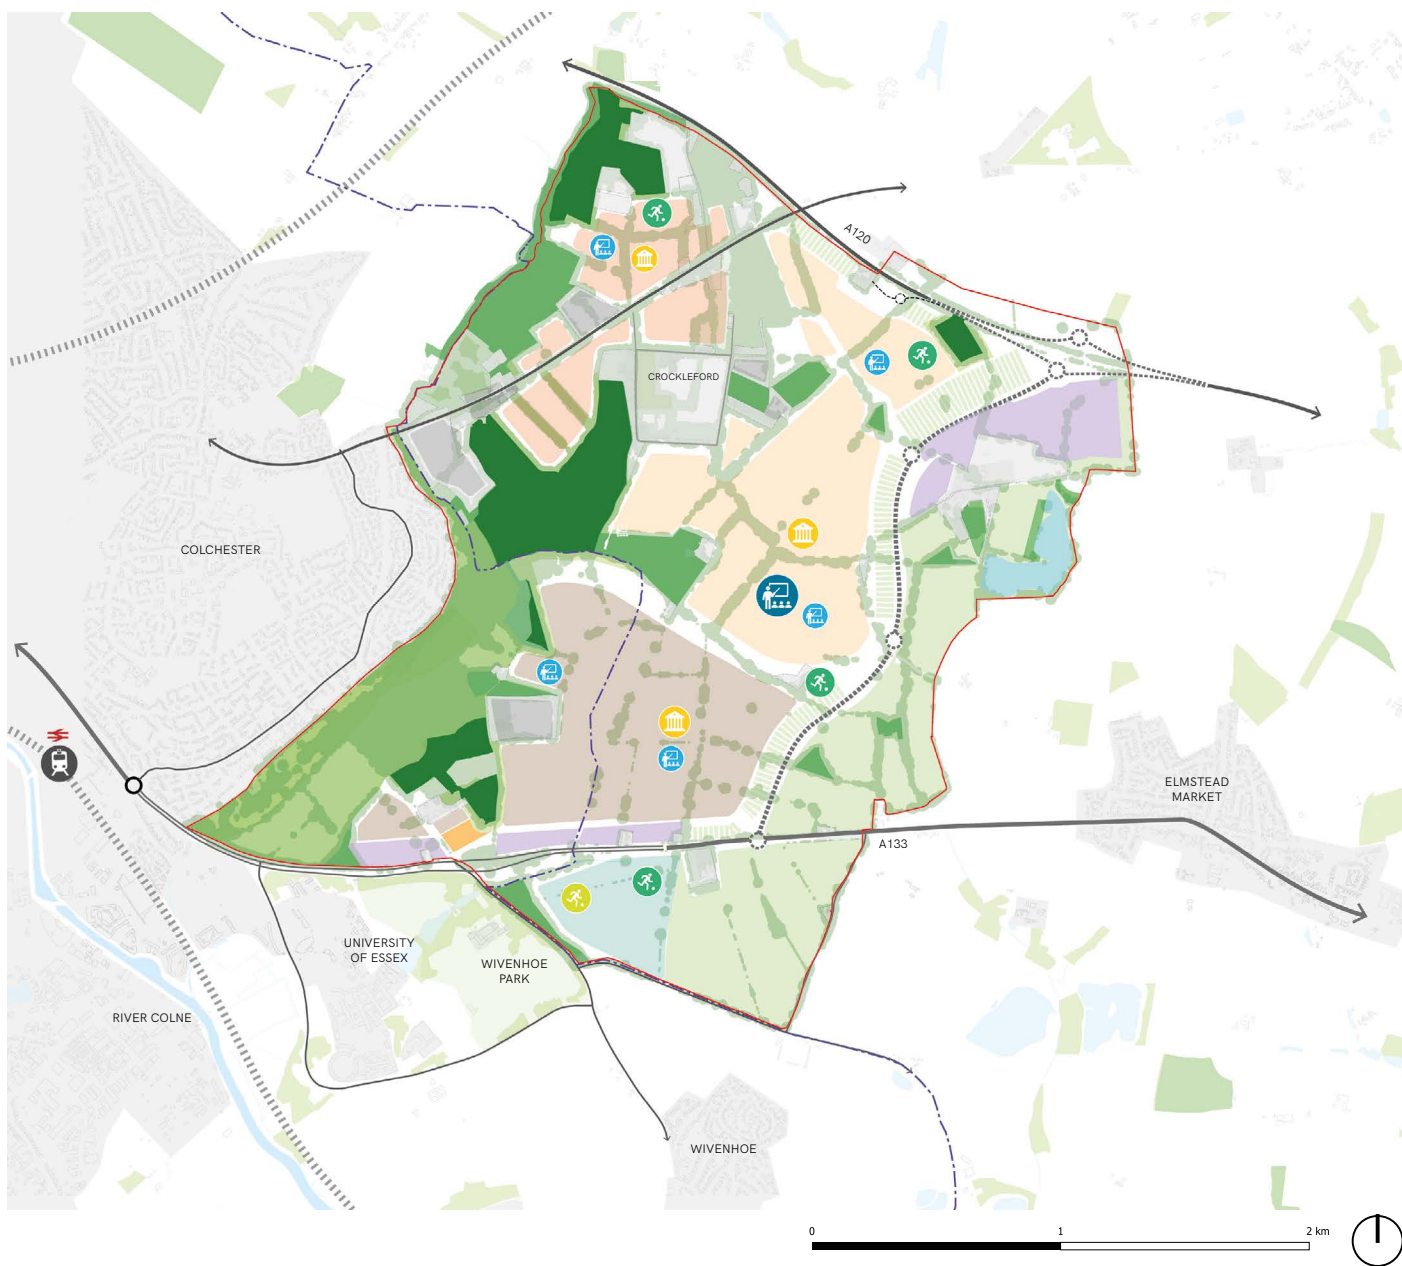 A120
CROCKLEFORD
COLCHESTER
ELMSTEAD
MARKET
A133
UNIVERSITY
OF ESSEX
WIVENHOE
PARK
RIVER COLNE
WIVENHOE
0 1 2 km